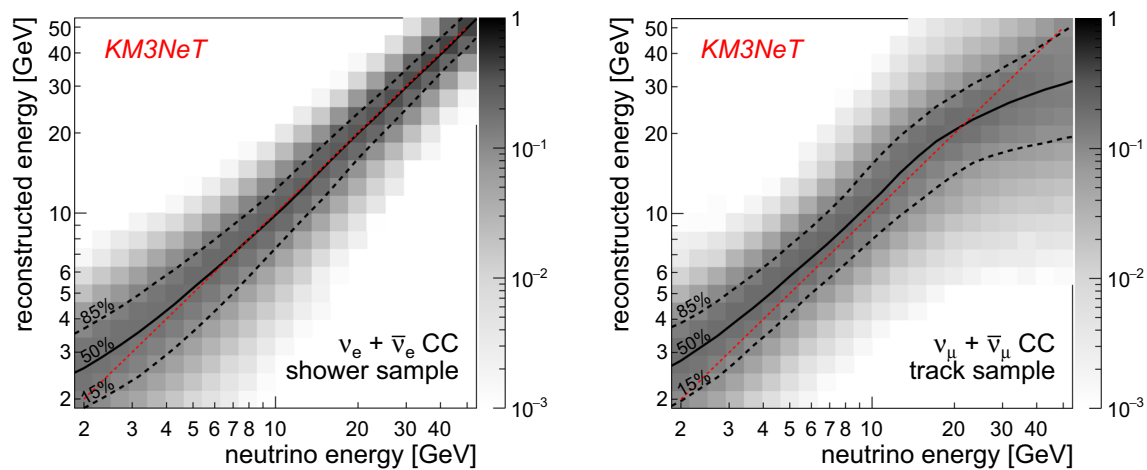 KM3NeT
reconstructed energy [GeV]
50
40
30
20
10
6
5
4
3
2
85%
50%
15%
νe + ν̄e CC
shower sample
2 3 4 5 6 7 8 10 20 30 40
neutrino energy [GeV]
1
10⁻¹
10⁻²
10⁻³
KM3NeT
reconstructed energy [GeV]
50
40
30
20
10
6
5
4
3
2
85%
50%
15%
νμ + ν̄μ CC
track sample
2 3 4 5 6 7 8 10 20 30 40
neutrino energy [GeV]
1
10⁻¹
10⁻²
10⁻³